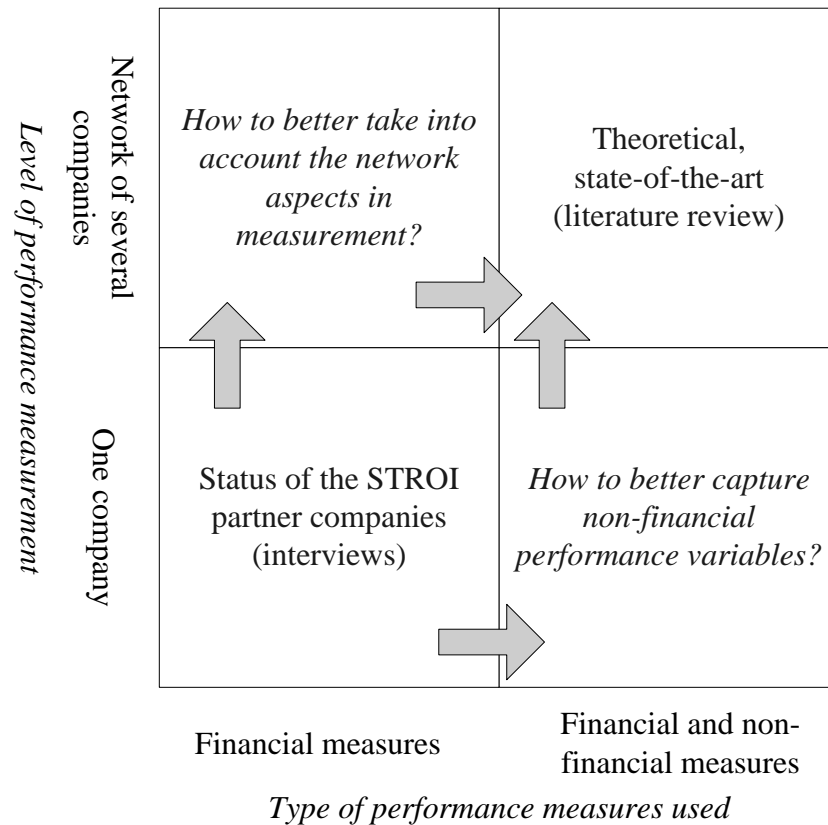 Level of performance measurement
Network of several
companies
One company
How to better take into
account the network
aspects in
measurement?
Theoretical,
state-of-the-art
(literature review)
Status of the STROI
partner companies
(interviews)
How to better capture
non-financial
performance variables?
Financial measures
Financial and non-
financial measures
Type of performance measures used